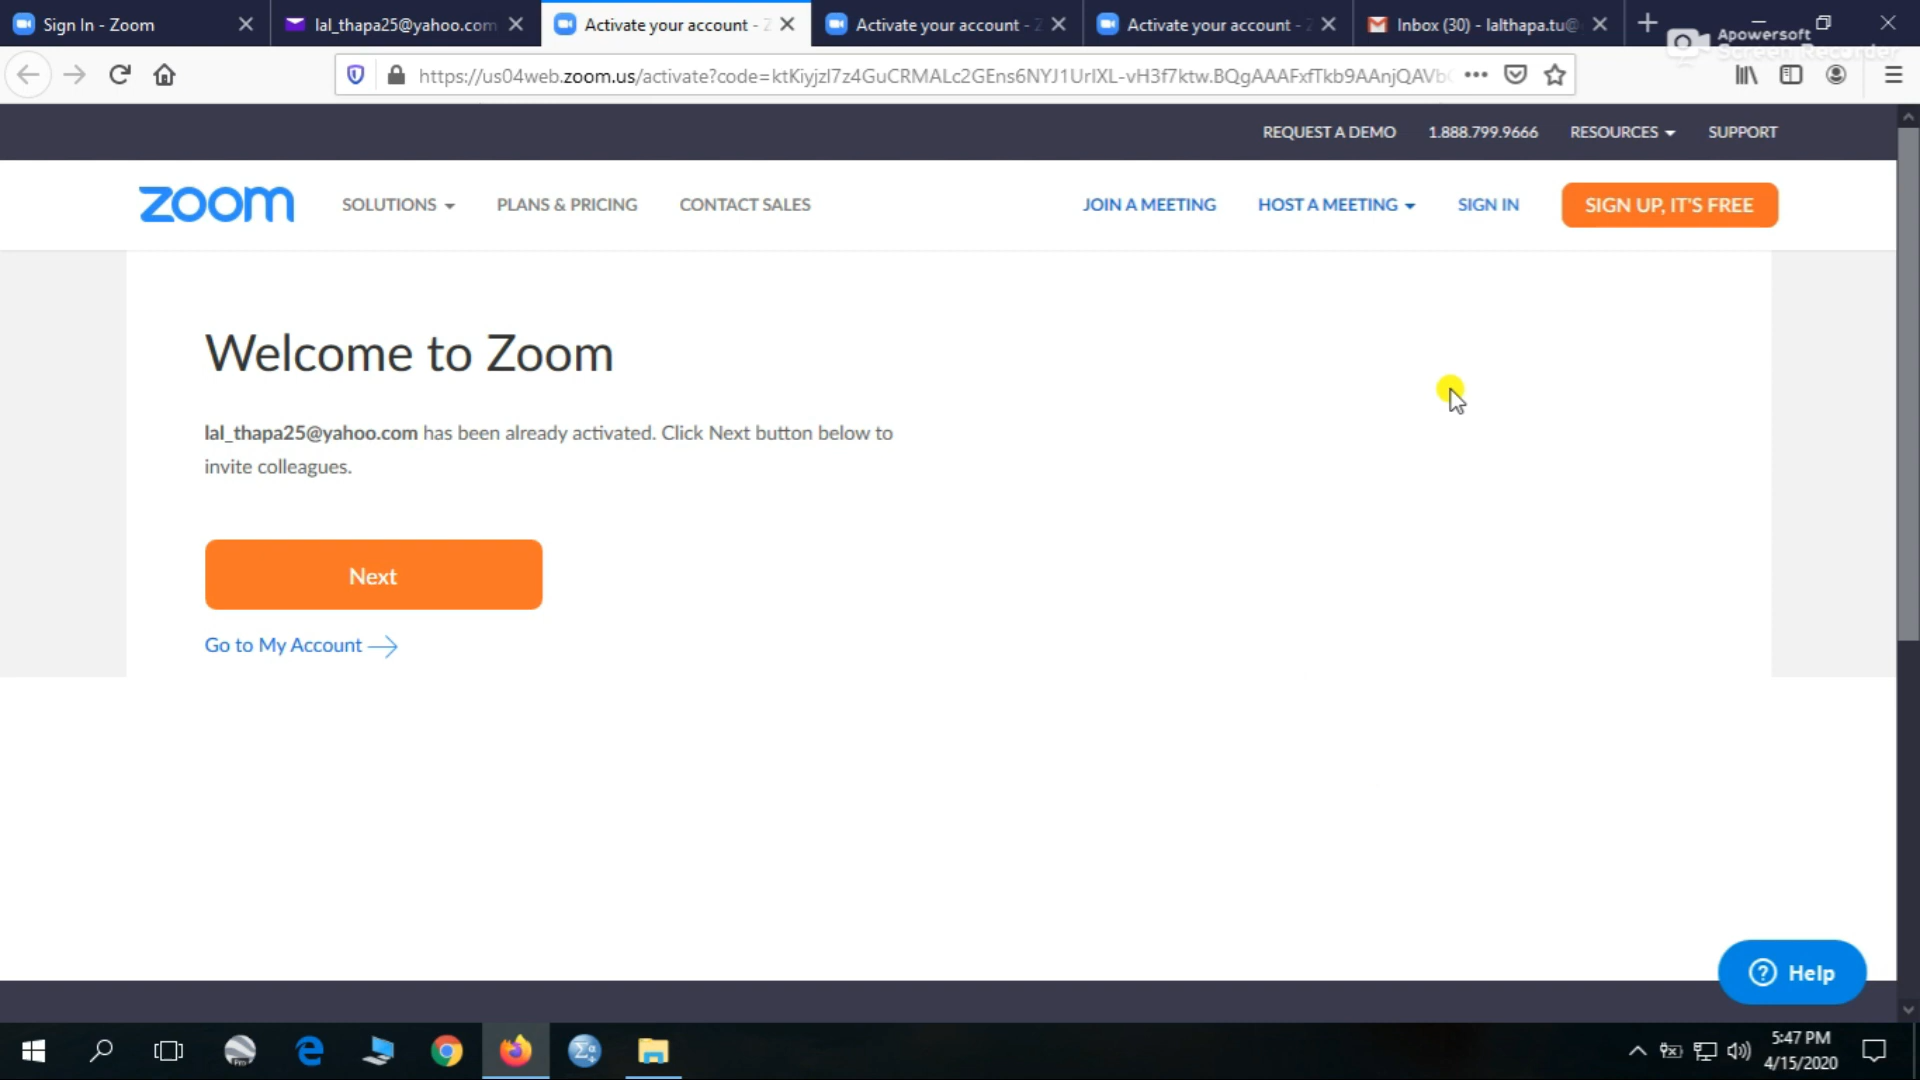 Sign In - Zoom
lal_thapa25@yahoo.com
Activate your account - Z
Activate your account - Z
Activate your account - Z
Inbox (30) - lalthapa.tu@
Apowersoft
Screen Recorder
https://us04web.zoom.us/activate?code=ktKiyjzI7z4GuCRMALc2GEns6NYJ1UrIXL-vH3f7ktw.BQgAAAFxfTkb9AAnjQAVb
REQUEST A DEMO
1.888.799.9666
RESOURCES
SUPPORT
zoom
SOLUTIONS
PLANS & PRICING
CONTACT SALES
JOIN A MEETING
HOST A MEETING
SIGN IN
SIGN UP, IT'S FREE
Welcome to Zoom
lal_thapa25@yahoo.com has been already activated. Click Next button below to
invite colleagues.
Next
Go to My Account
Help
5:47 PM
4/15/2020